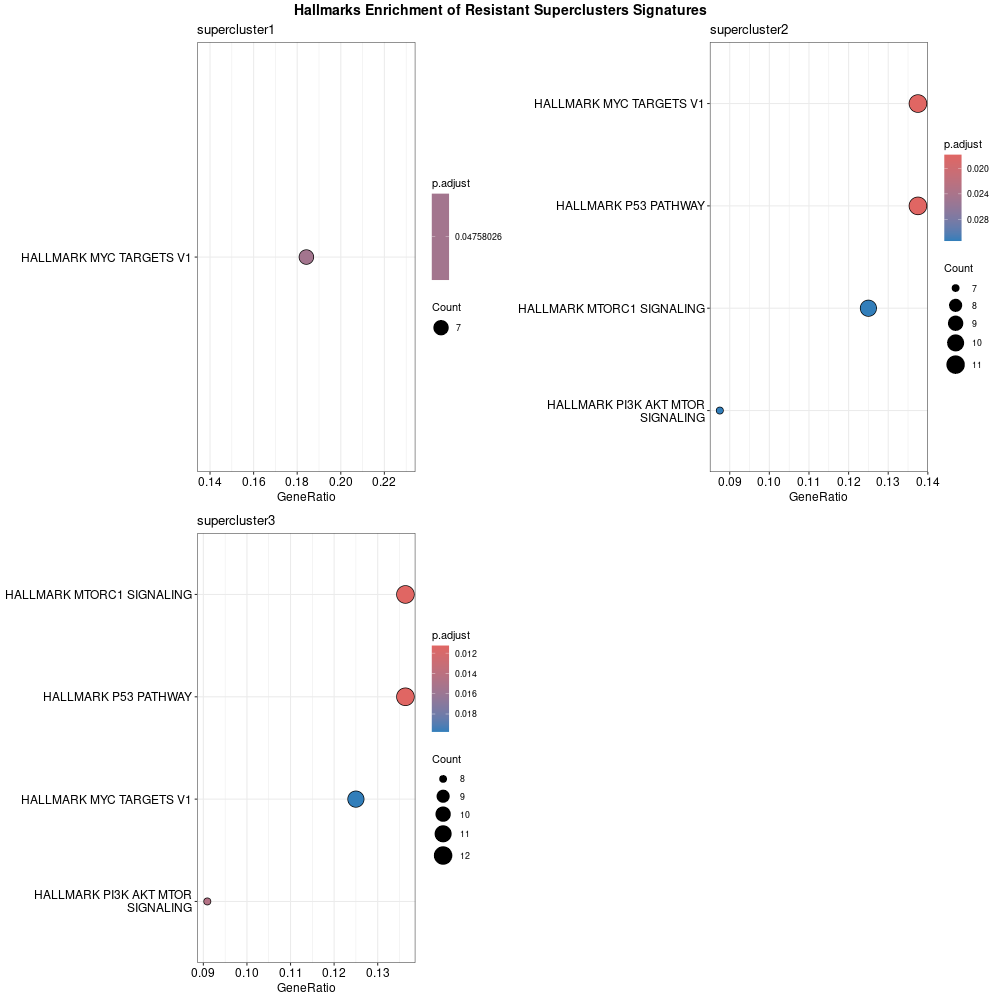 Hallmarks Enrichment of Resistant Superclusters Signatures
supercluster1
HALLMARK MYC TARGETS V1
0.14 0.16 0.18 0.20 0.22
GeneRatio
p.adjust
0.04758026
Count
7
supercluster2
HALLMARK MYC TARGETS V1
HALLMARK P53 PATHWAY
HALLMARK MTORC1 SIGNALING
HALLMARK PI3K AKT MTOR
SIGNALING
0.09 0.10 0.11 0.12 0.13 0.14
GeneRatio
p.adjust
0.020
0.024
0.028
Count
7
8
9
10
11
supercluster3
HALLMARK MTORC1 SIGNALING
HALLMARK P53 PATHWAY
HALLMARK MYC TARGETS V1
HALLMARK PI3K AKT MTOR
SIGNALING
0.09 0.10 0.11 0.12 0.13
GeneRatio
p.adjust
0.012
0.014
0.016
0.018
Count
8
9
10
11
12